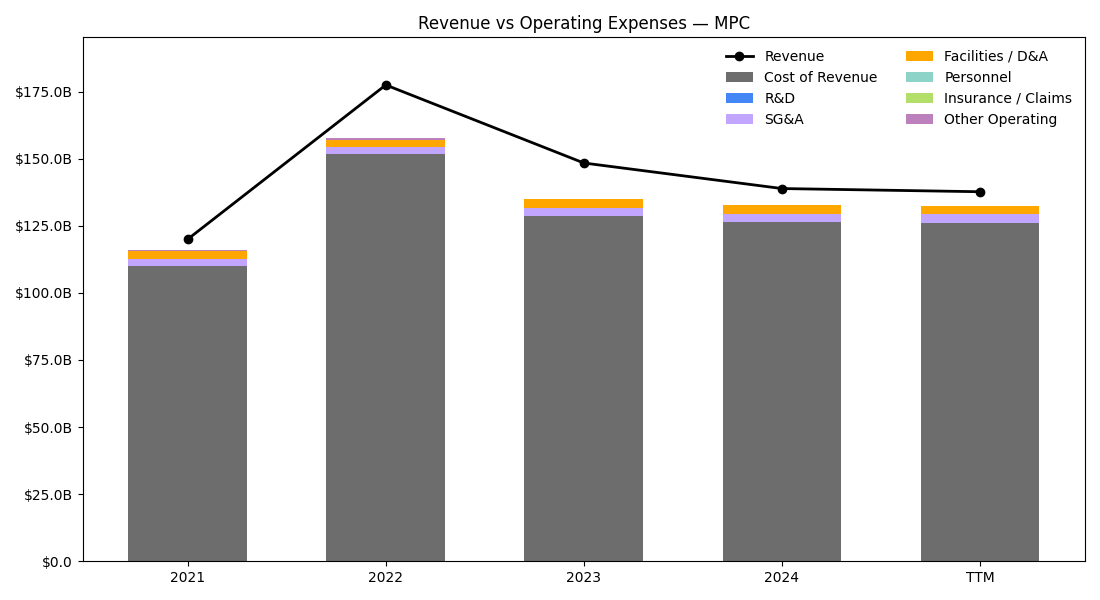 Revenue vs Operating Expenses — MPC
Revenue
Cost of Revenue
R&D
SG&A
Facilities / D&A
Personnel
Insurance / Claims
Other Operating
$175.0B
$150.0B
$125.0B
$100.0B
$75.0B
$50.0B
$25.0B
$0.0
2021
2022
2023
2024
TTM